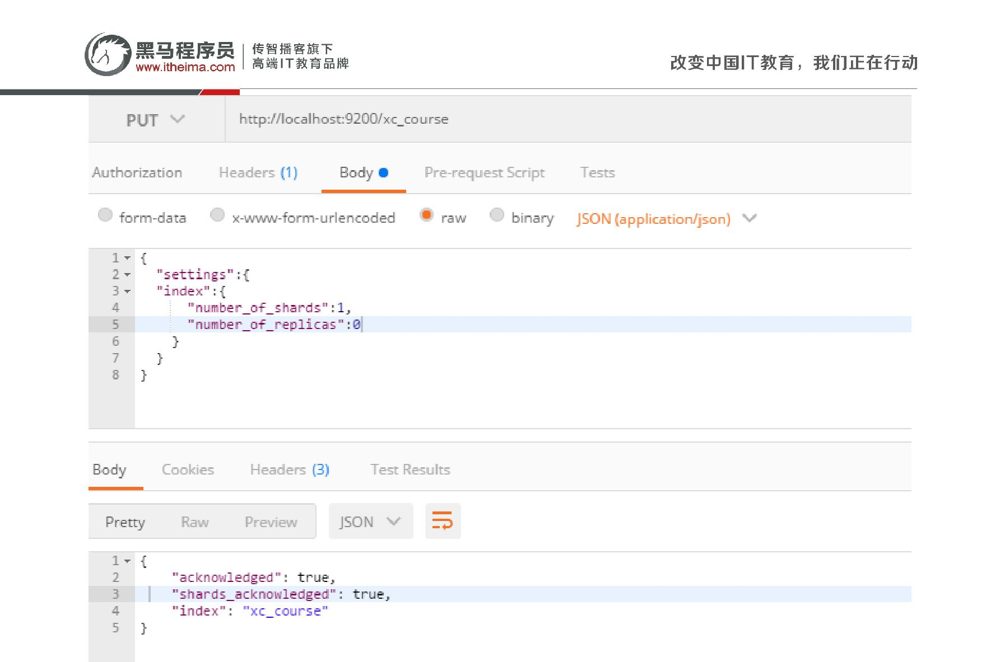 黑马程序员
www.itheima.com
传智播客旗下
高端IT教育品牌
改变中国IT教育，我们正在行动
PUT
http://localhost:9200/xc_course
Authorization Headers (1) Body Pre-request Script Tests
form-data x-www-form-urlencoded raw binary JSON (application/json)
1 {
2 "settings":{
3 "index":{
4 "number_of_shards":1,
5 "number_of_replicas":0
6 }
7 }
8 }
Body Cookies Headers (3) Test Results
Pretty Raw Preview JSON
1 {
2 "acknowledged": true,
3 "shards_acknowledged": true,
4 "index": "xc_course"
5 }